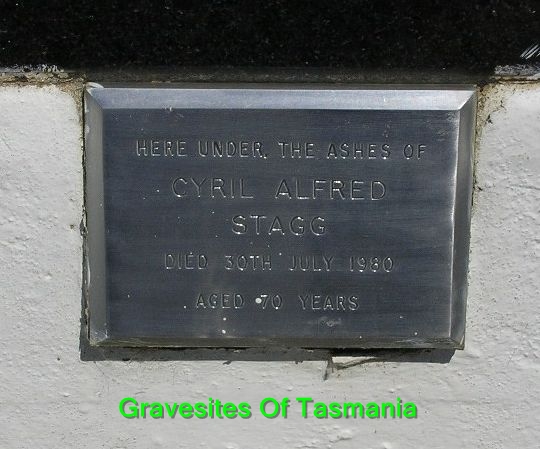 HERE UNDER, THE ASHES OF
CYRIL ALFRED
STAGG
DIED 30TH JULY 1980
AGED 70 YEARS
Gravesites Of Tasmania